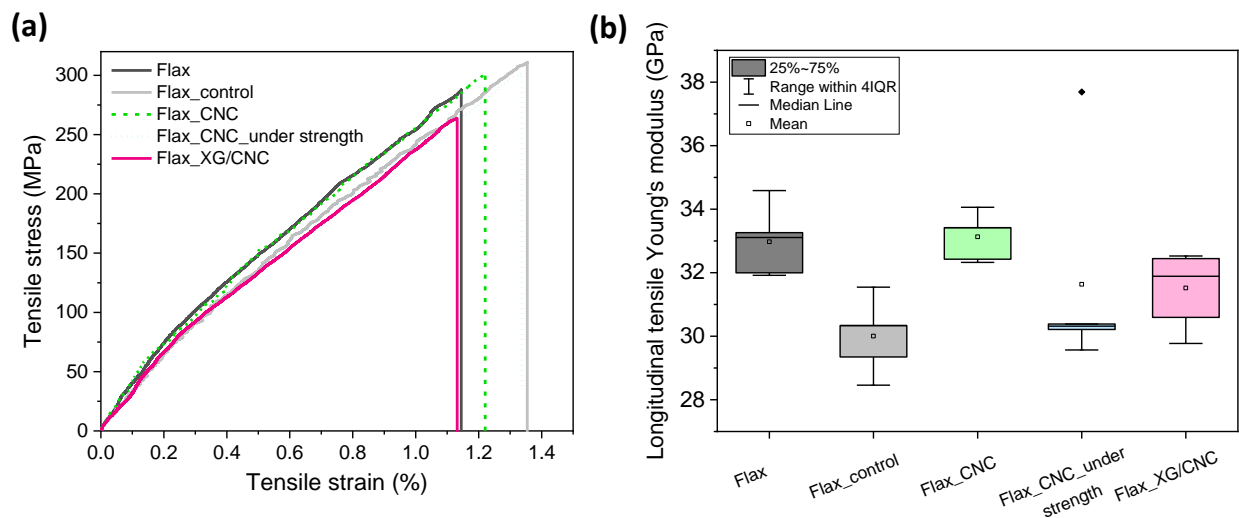 (a)
Flax
Flax_control
Flax_CNC
Flax_CNC_under strength
Flax_XG/CNC
300
250
200
150
100
50
0
0.0 0.2 0.4 0.6 0.8 1.0 1.2 1.4
Tensile stress (MPa)
Tensile strain (%)
(b)
25%~75%
Range within 4IQR
Median Line
Mean
38
36
34
32
30
28
Longitudinal tensile Young's modulus (GPa)
Flax
Flax_control
Flax_CNC
Flax_CNC_under
strength
Flax_XG/CNC